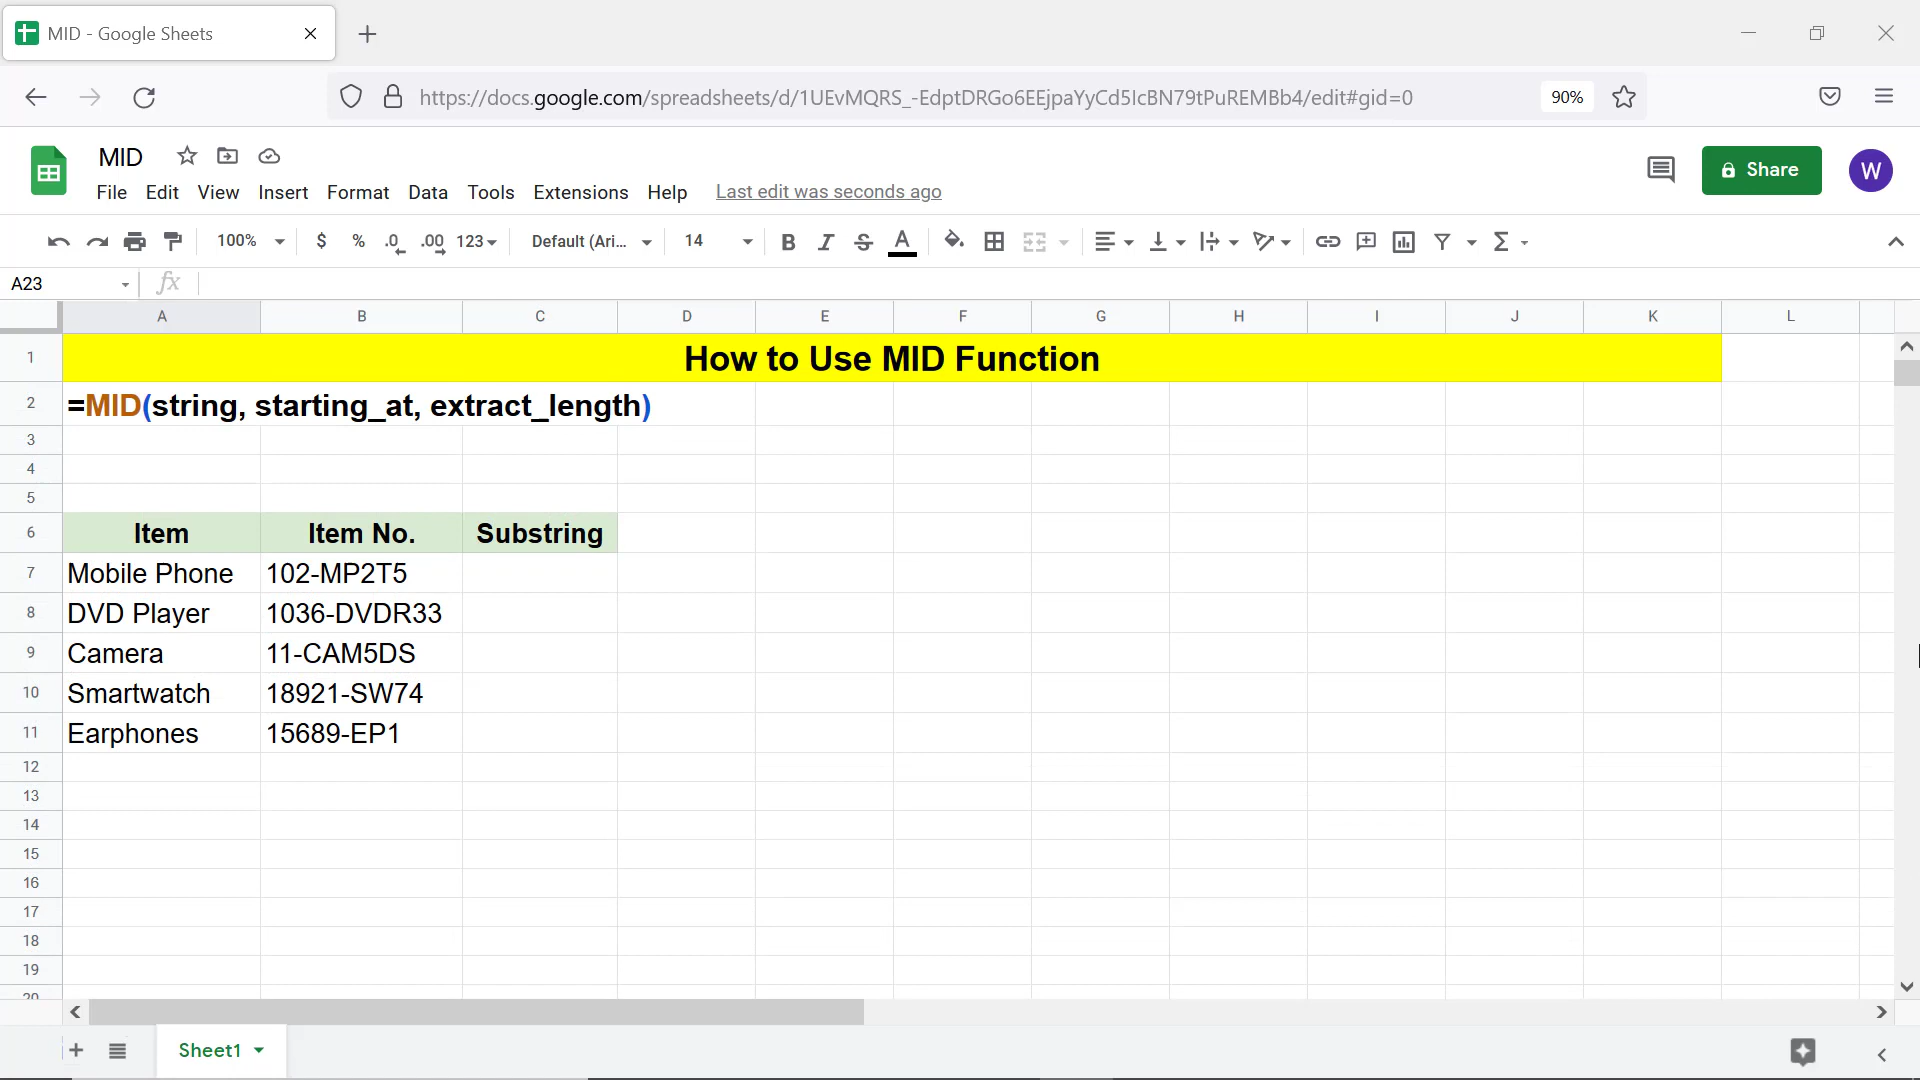 MID - Google Sheets
https://docs.google.com/spreadsheets/d/1UEvMQRS_-EdptDRGo6EEjpaYyCd5IcBN79tPuREMBb4/edit#gid=0 90%
MID
File Edit View Insert Format Data Tools Extensions Help Last edit was seconds ago
Share W
100% $ % .0 .00 123 Default (Ari... 14 B I S A Σ
A23 fx
A B C D E F G H I J K L
1 How to Use MID Function
2 =MID(string, starting_at, extract_length)
3
4
5
6 Item Item No. Substring
7 Mobile Phone 102-MP2T5
8 DVD Player 1036-DVDR33
9 Camera 11-CAM5DS
10 Smartwatch 18921-SW74
11 Earphones 15689-EP1
12
13
14
15
16
17
18
19
20
Sheet1